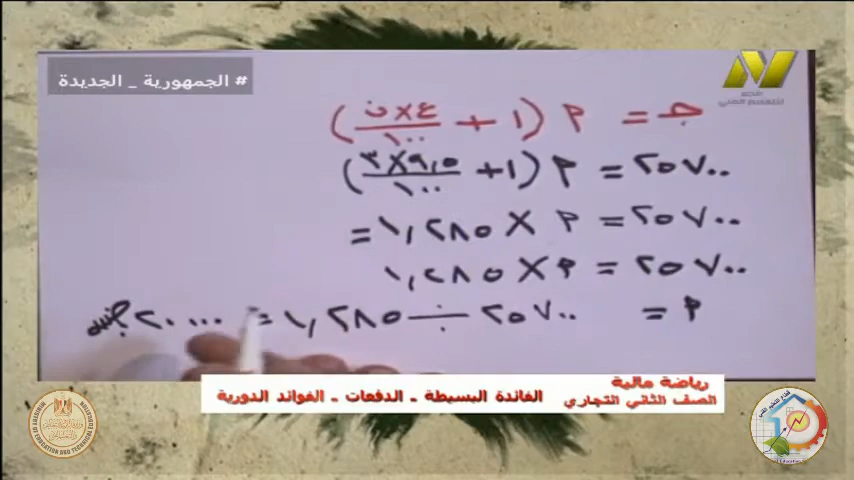 # الجمهورية _ الجديدة
جـ = م (١ + ع×ن / ١٠٠)
٢٥٧٠٠ = م (١ + ٩,٥×٣ / ١٠٠)
٢٥٧٠٠ = م × ١,٢٨٥ =
٢٥٧٠٠ = م × ١,٢٨٥
م = ٢٥٧٠٠ ÷ ١,٢٨٥ = ٢٠٠٠٠ جنيه
رياضة مالية
الصف الثاني التجاري
الفائدة البسيطة - الدفعات - الفوائد الدورية